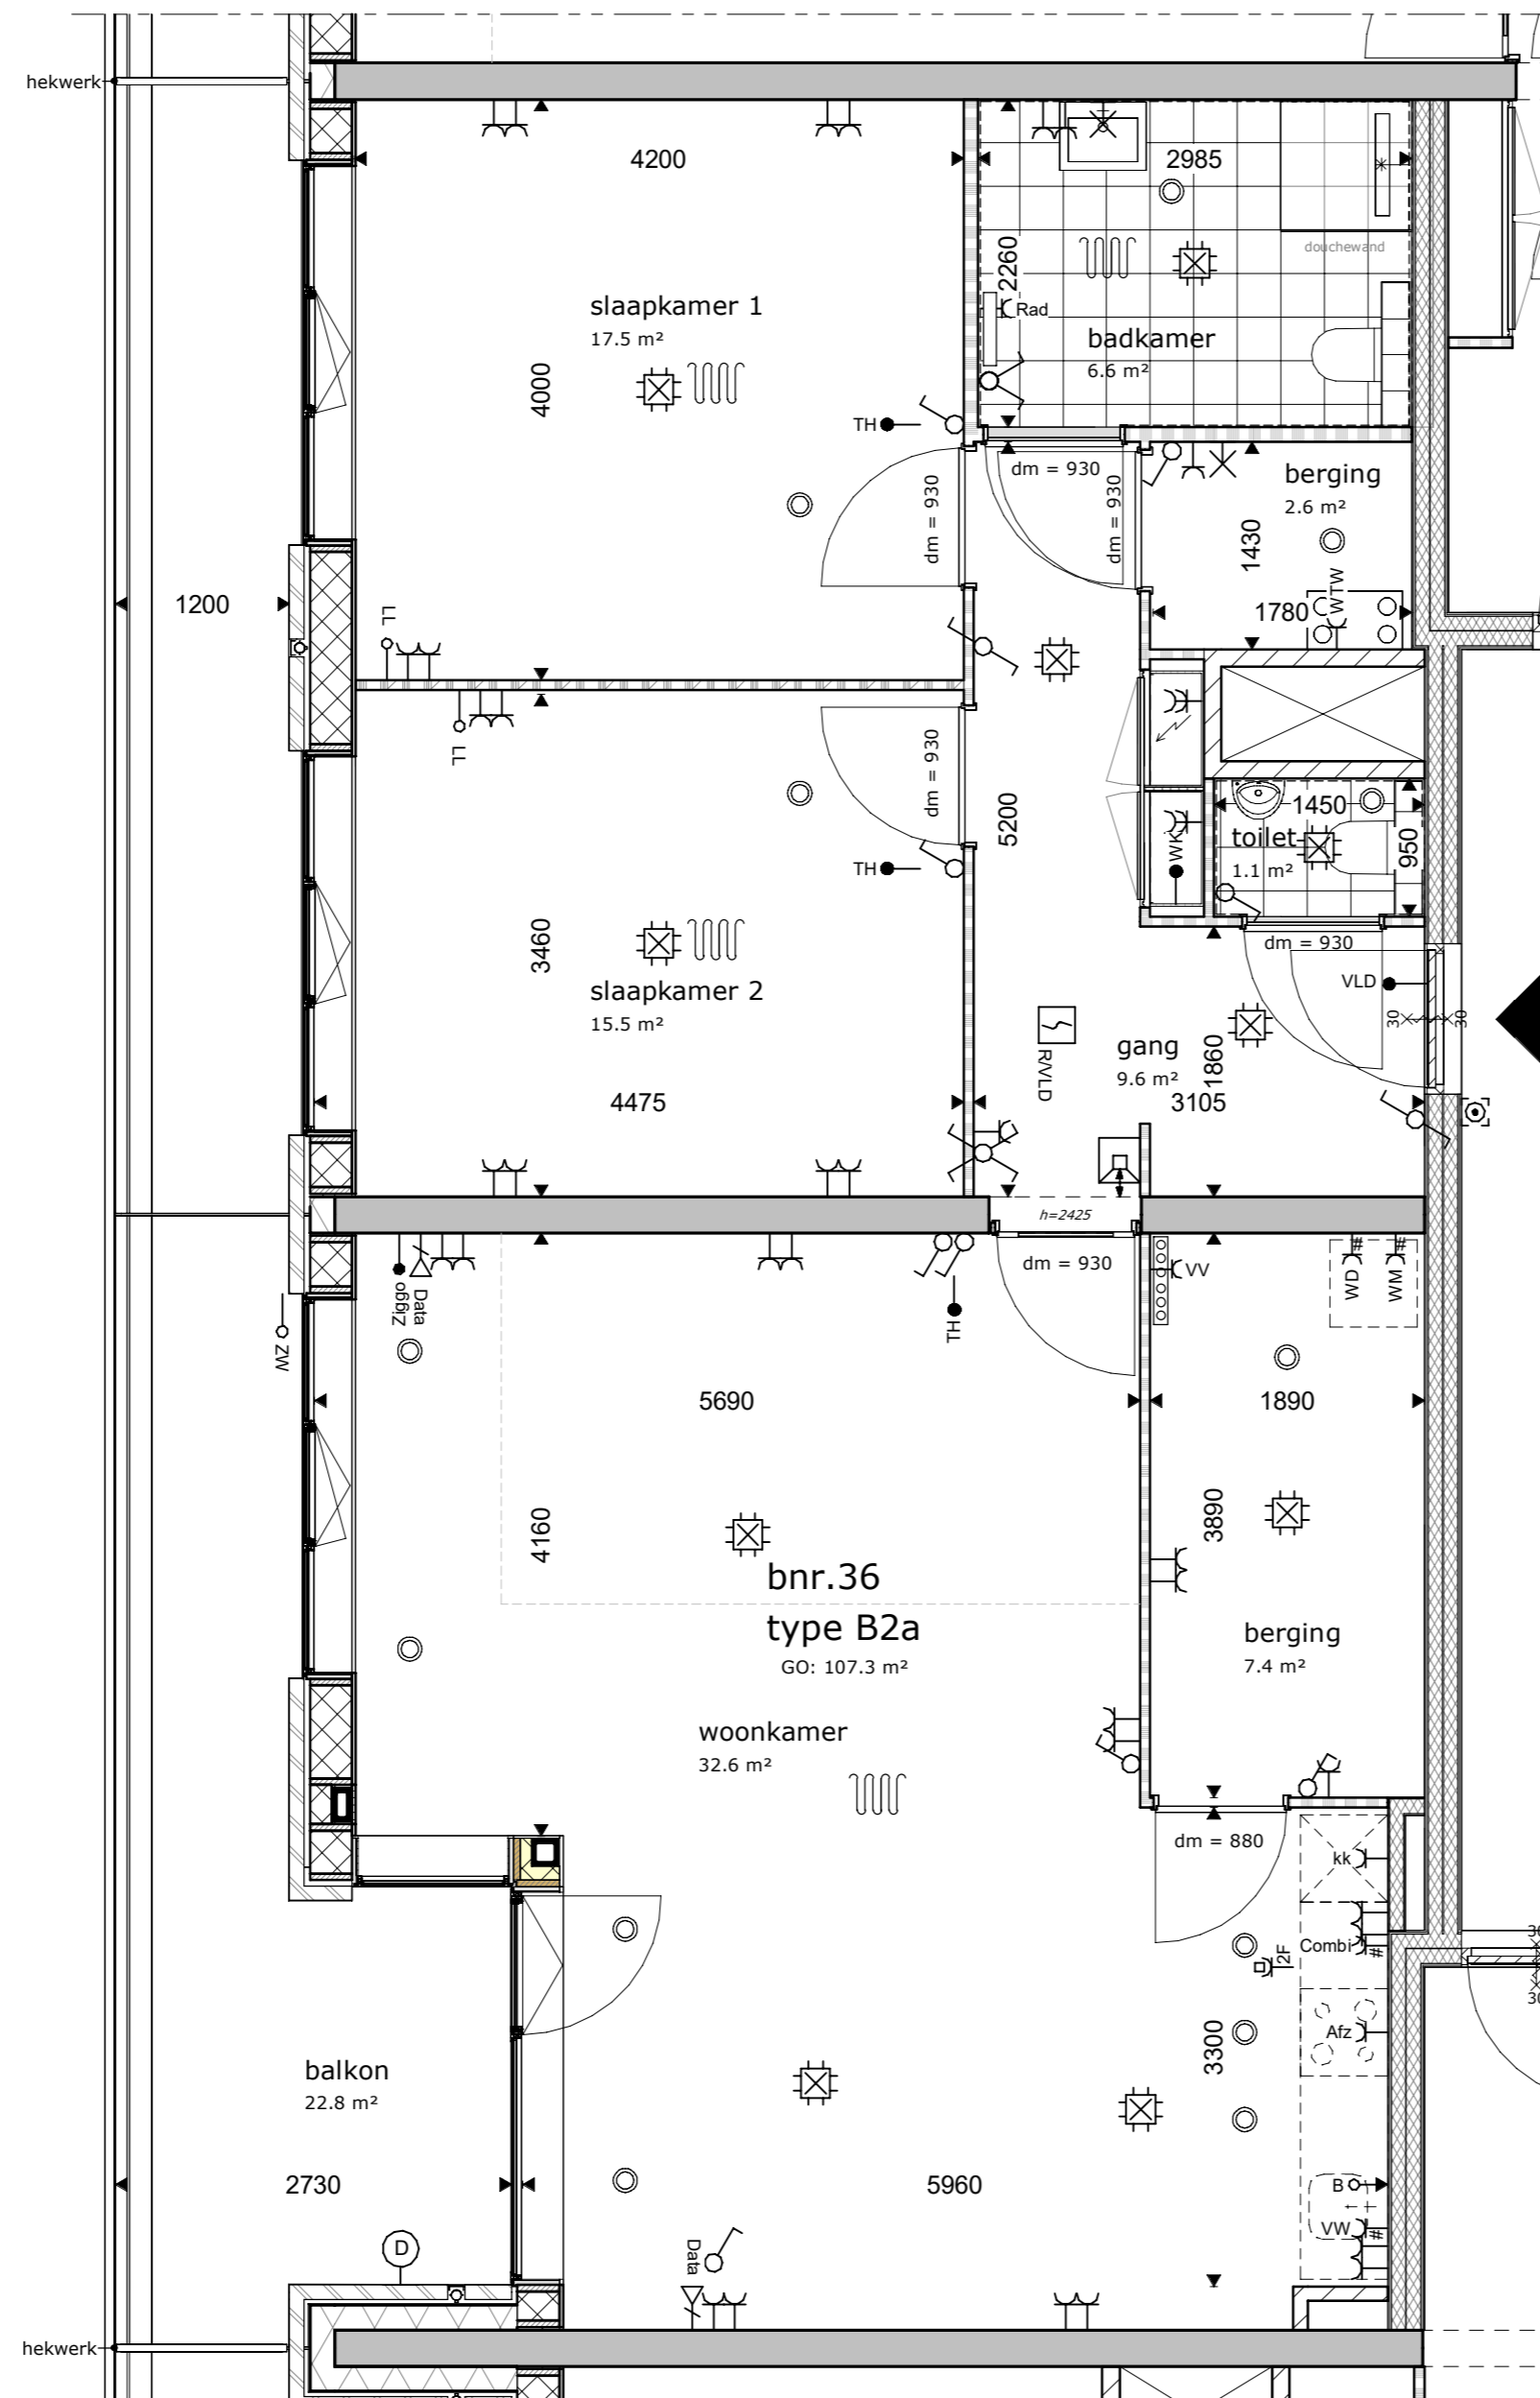 hekwerk
4200
2985
douchewand
2260
slaapkamer 1
17.5 m²
Rad
badkamer
6.6 m²
4000
TH
dm = 930
dm = 930
dm = 930
berging
2.6 m²
1430
WTW
1780
1200
LL
LL
dm = 930
5200
1450
toilet
1.1 m²
950
WK
TH
3460
dm = 930
VLD
slaapkamer 2
15.5 m²
30
30
R/VLD
gang
9.6 m²
1860
4475
3105
h=2425
dm = 930
VV
WD
#
WM
#
Ziggo
Data
TH
ZW
5690
1890
4160
3890
bnr.36
type B2a
GO: 107.3 m²
berging
7.4 m²
woonkamer
32.6 m²
dm = 880
kk
Combi
#
2F
30
30
Afz
3300
balkon
22.8 m²
2730
5960
B
VW
#
D
Data
hekwerk